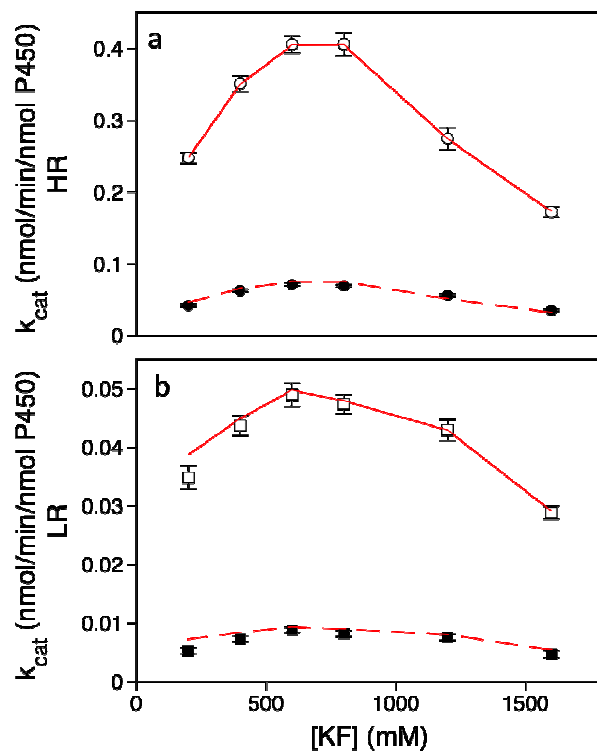 a
0.4
0.3
0.2
0.1
0
k_cat (nmol/min/nmol P450)
HR
b
0.05
0.04
0.03
0.02
0.01
0
k_cat (nmol/min/nmol P450)
LR
0 500 1000 1500
[KF] (mM)